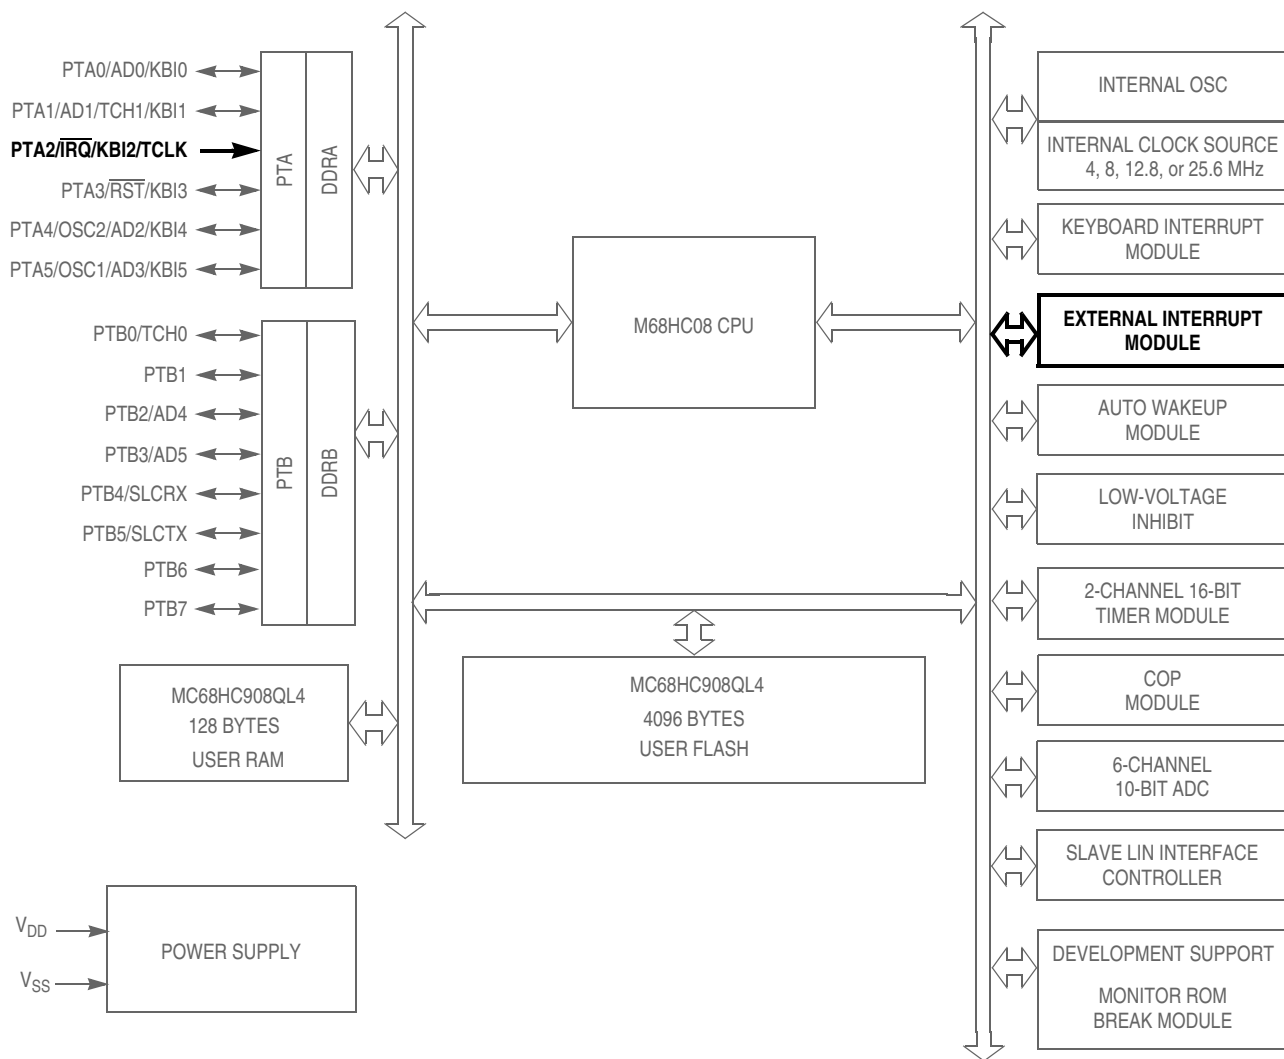 PTA0/AD0/KBI0
PTA1/AD1/TCH1/KBI1
PTA2/IRQ/KBI2/TCLK
PTA3/RST/KBI3
PTA4/OSC2/AD2/KBI4
PTA5/OSC1/AD3/KBI5
PTA
DDRA
PTB0/TCH0
PTB1
PTB2/AD4
PTB3/AD5
PTB4/SLCRX
PTB5/SLCTX
PTB6
PTB7
PTB
DDRB
M68HC08 CPU
MC68HC908QL4
128 BYTES
USER RAM
MC68HC908QL4
4096 BYTES
USER FLASH
VDD
VSS
POWER SUPPLY
INTERNAL OSC
INTERNAL CLOCK SOURCE
4, 8, 12.8, or 25.6 MHz
KEYBOARD INTERRUPT
MODULE
EXTERNAL INTERRUPT
MODULE
AUTO WAKEUP
MODULE
LOW-VOLTAGE
INHIBIT
2-CHANNEL 16-BIT
TIMER MODULE
COP
MODULE
6-CHANNEL
10-BIT ADC
SLAVE LIN INTERFACE
CONTROLLER
DEVELOPMENT SUPPORT
MONITOR ROM
BREAK MODULE